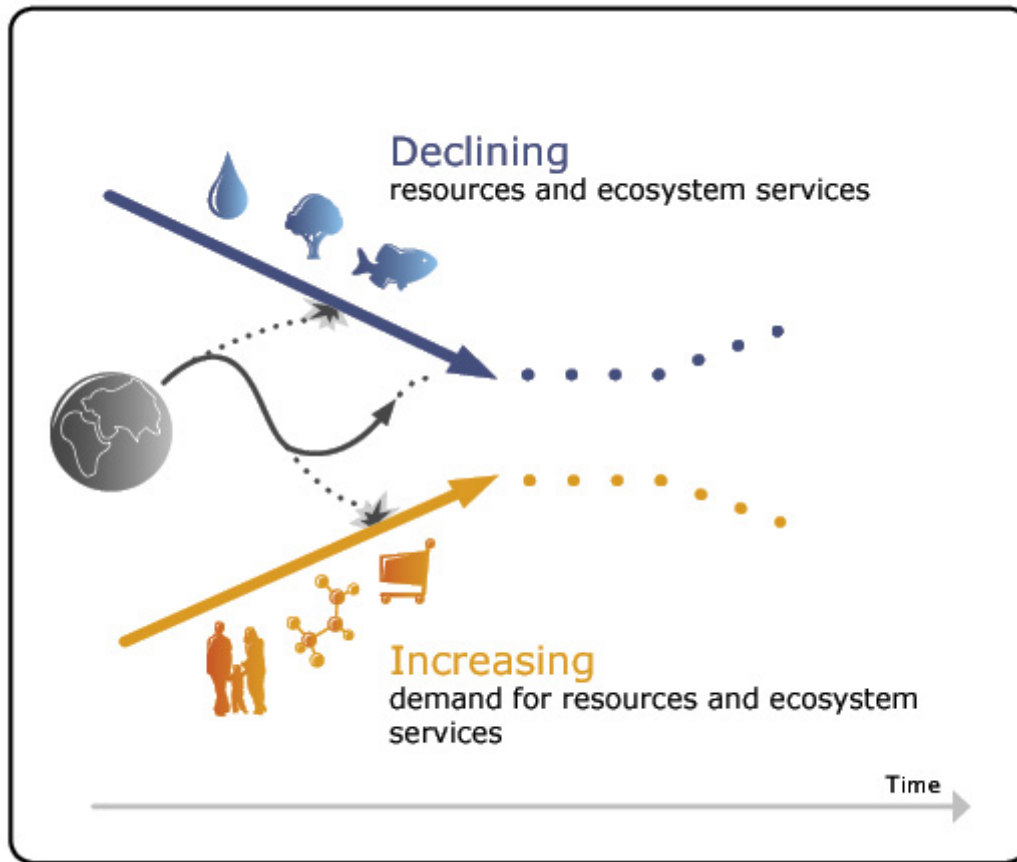 Declining
resources and ecosystem services
Increasing
demand for resources and ecosystem
services
Time